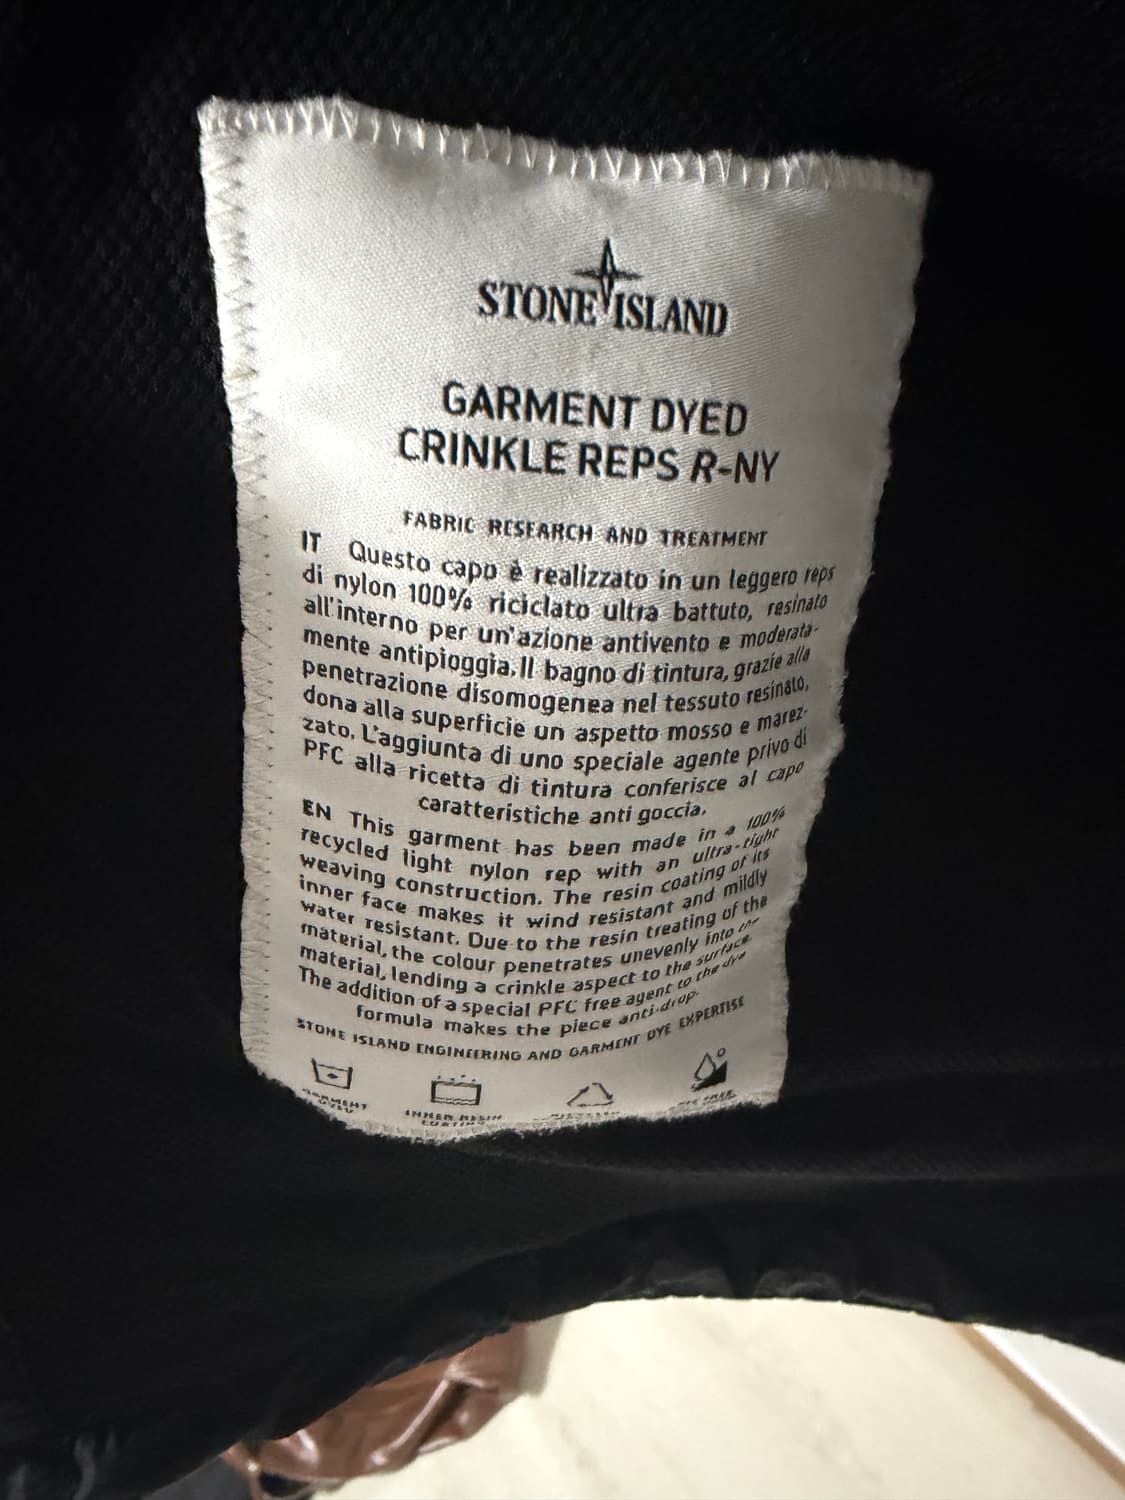 STONE ISLAND
GARMENT DYED
CRINKLE REPS R-NY
FABRIC RESEARCH AND TREATMENT
IT Questo capo è realizzato in un leggero reps
di nylon 100% riciclato ultra battuto, resinato
all'interno per un'azione antivento e moderata-
mente antipioggia. Il bagno di tintura, grazie alla
penetrazione disomogenea nel tessuto resinato,
dona alla superficie un aspetto mosso e marez-
zato. L'aggiunta di uno speciale agente privo di
PFC alla ricetta di tintura conferisce al capo
caratteristiche anti goccia.
EN This garment has been made in a 100%
recycled light nylon rep with an ultra-tight
weaving construction. The resin coating of its
inner face makes it wind resistant and mildly
water resistant. Due to the resin treating of the
material, the colour penetrates unevenly into the
material, lending a crinkle aspect to the surface.
The addition of a special PFC free agent to the dye
formula makes the piece anti-drop.
STONE ISLAND ENGINEERING AND GARMENT DYE EXPERTISE
GARMENT INNER RESIN
DYED COATING